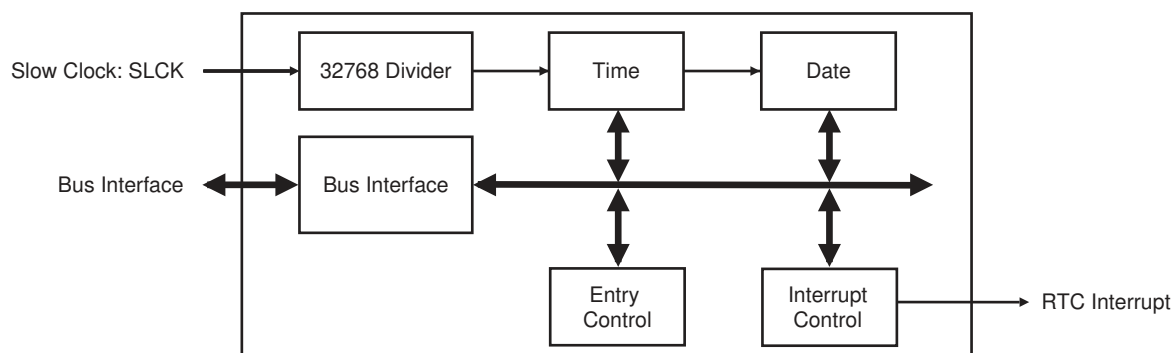 Slow Clock: SLCK
32768 Divider
Time
Date
Bus Interface
Bus Interface
Entry
Control
Interrupt
Control
RTC Interrupt